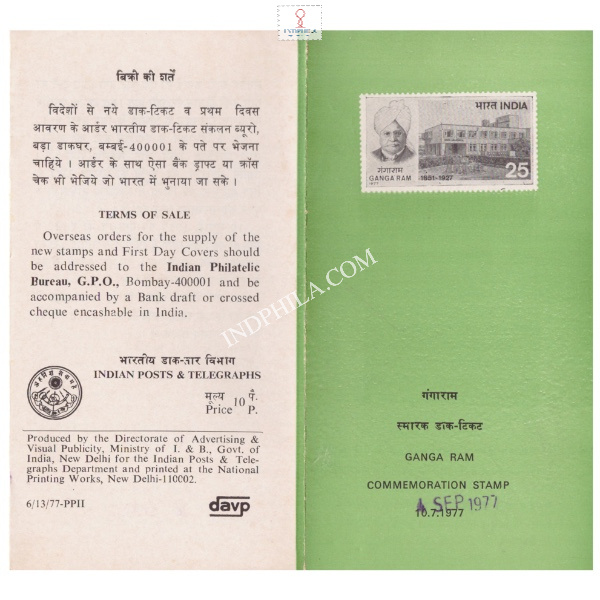 INDPHILA
बिक्री की शर्तें
विदेशों से नये डाक-टिकट व प्रथम दिवस
आवरण के आर्डर भारतीय डाक-टिकट संकलन ब्यूरो,
बड़ा डाकघर, बम्बई-400001 के पते पर भेजना
चाहिये । आर्डर के साथ ऐसा बैंक ड्राफ्ट या क्रॉस
चेक भी भेजिये जो भारत में भुनाया जा सके ।
TERMS OF SALE
Overseas orders for the supply of the
new stamps and First Day Covers should
be addressed to the Indian Philatelic
Bureau, G.P.O., Bombay-400001 and be
accompanied by a Bank draft or crossed
cheque encashable in India.
भारतीय डाक-तार विभाग
INDIAN POSTS & TELEGRAPHS
मूल्य 10 पै.
Price P.
Produced by the Directorate of Advertising &
Visual Publicity, Ministry of I. & B., Govt. of
India, New Delhi for the Indian Posts & Tele-
graphs Department and printed at the National
Printing Works, New Delhi-110002.
6/13/77-PPII
davp
भारत INDIA
गंगाराम
GANGA RAM 1851-1927
1977
25
INDPHILA.COM
गंगाराम
स्मारक डाक-टिकट
GANGA RAM
COMMEMORATION STAMP
4 SEP 1977
10.7.1977